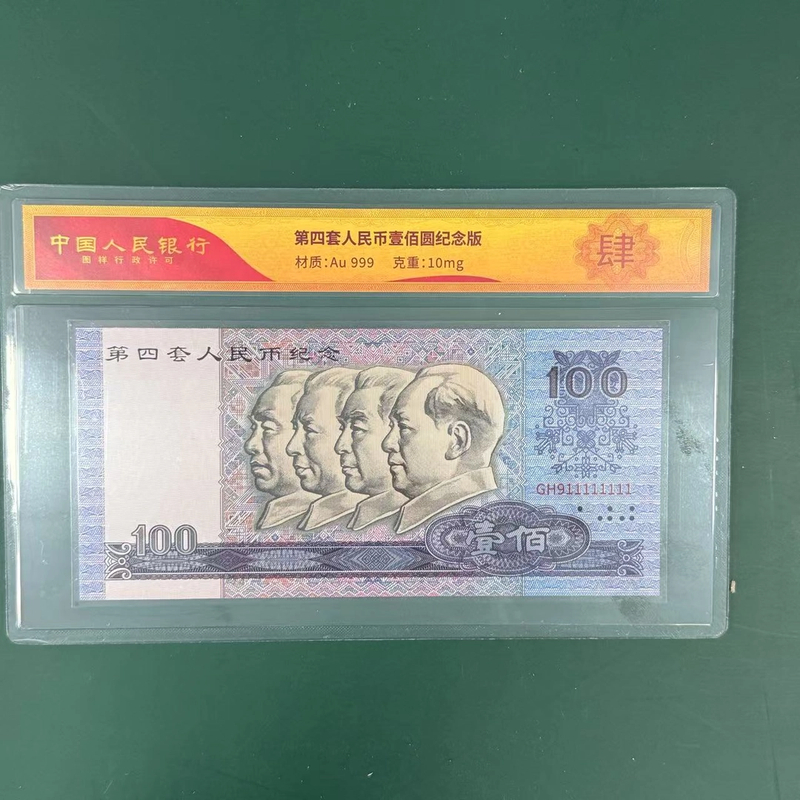 中国人民银行
图样行政许可
第四套人民币壹佰圆纪念版
材质:Au 999 克重:10mg
肆
第四套人民币纪念
100
GH911111111
100
壹佰